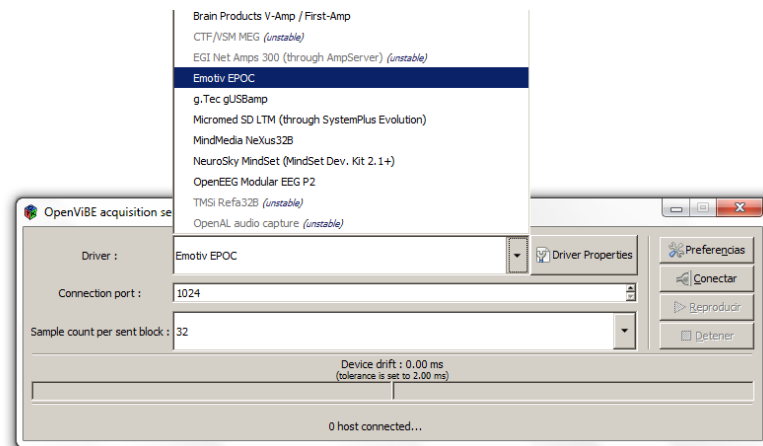 Brain Products V-Amp / First-Amp
CTF/VSM MEG (unstable)
EGI Net Amps 300 (through AmpServer) (unstable)
Emotiv EPOC
g.Tec gUSBamp
Micromed SD LTM (through SystemPlus Evolution)
MindMedia NeXus32B
NeuroSky MindSet (MindSet Dev. Kit 2.1+)
OpenEEG Modular EEG P2
TMSi Refa32B (unstable)
OpenAL audio capture (unstable)
OpenViBE acquisition se
Driver :
Emotiv EPOC
Driver Properties
Preferencias
Connection port :
1024
Conectar
Reproducir
Sample count per sent block :
32
Detener
Device drift : 0.00 ms
(tolerance is set to 2.00 ms)
0 host connected...